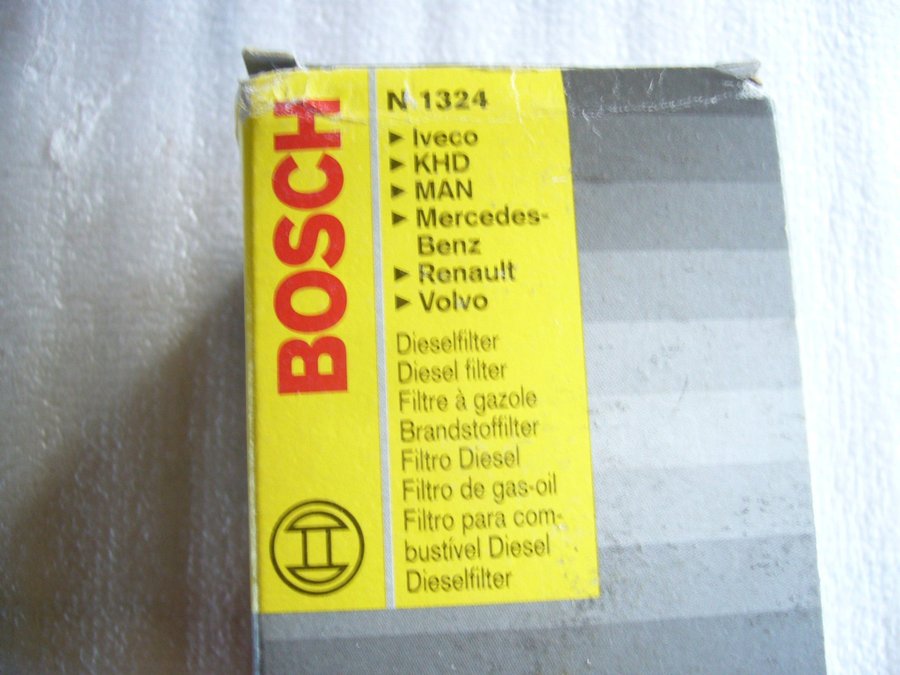 BOSCH
N 1324
► Iveco
► KHD
► MAN
► Mercedes-
Benz
► Renault
► Volvo
Dieselfilter
Diesel filter
Filtre à gazole
Brandstoffilter
Filtro Diesel
Filtro de gas-oil
Filtro para com-
bustível Diesel
Dieselfilter